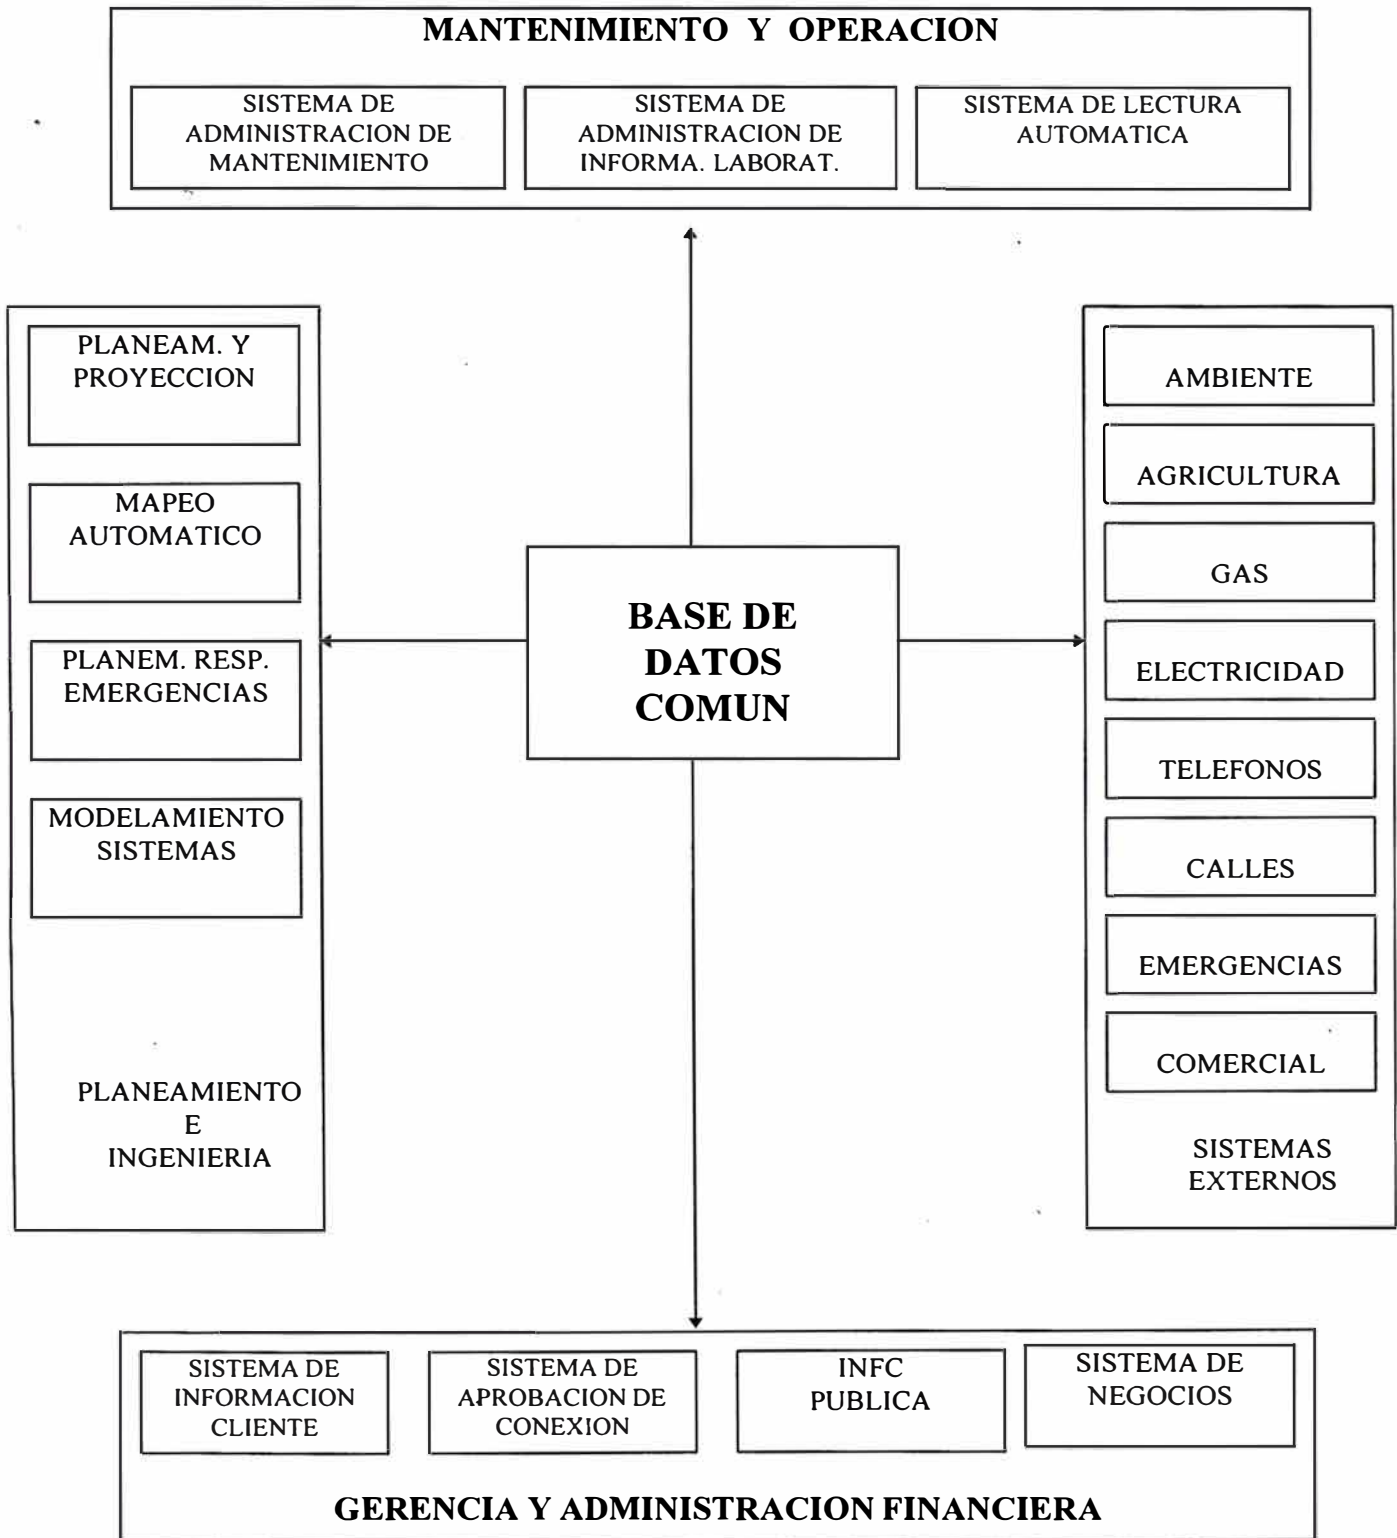 MANTENIMIENTO Y OPERACION
SISTEMA DE
ADMINISTRACION DE
MANTENIMIENTO
SISTEMA DE
ADMINISTRACION DE
INFORMA. LABORAT.
SISTEMA DE LECTURA
AUTOMATICA
PLANEAM. Y
PROYECCION
MAPEO
AUTOMATICO
PLANEM. RESP.
EMERGENCIAS
MODELAMIENTO
SISTEMAS
PLANEAMIENTO
E
INGENIERIA
BASE DE
DATOS
COMUN
AMBIENTE
AGRICULTURA
GAS
ELECTRICIDAD
TELEFONOS
CALLES
EMERGENCIAS
COMERCIAL
SISTEMAS
EXTERNOS
SISTEMA DE
INFORMACION
CLIENTE
SISTEMA DE
APROBACION DE
CONEXION
INFC
PUBLICA
SISTEMA DE
NEGOCIOS
GERENCIA Y ADMINISTRACION FINANCIERA